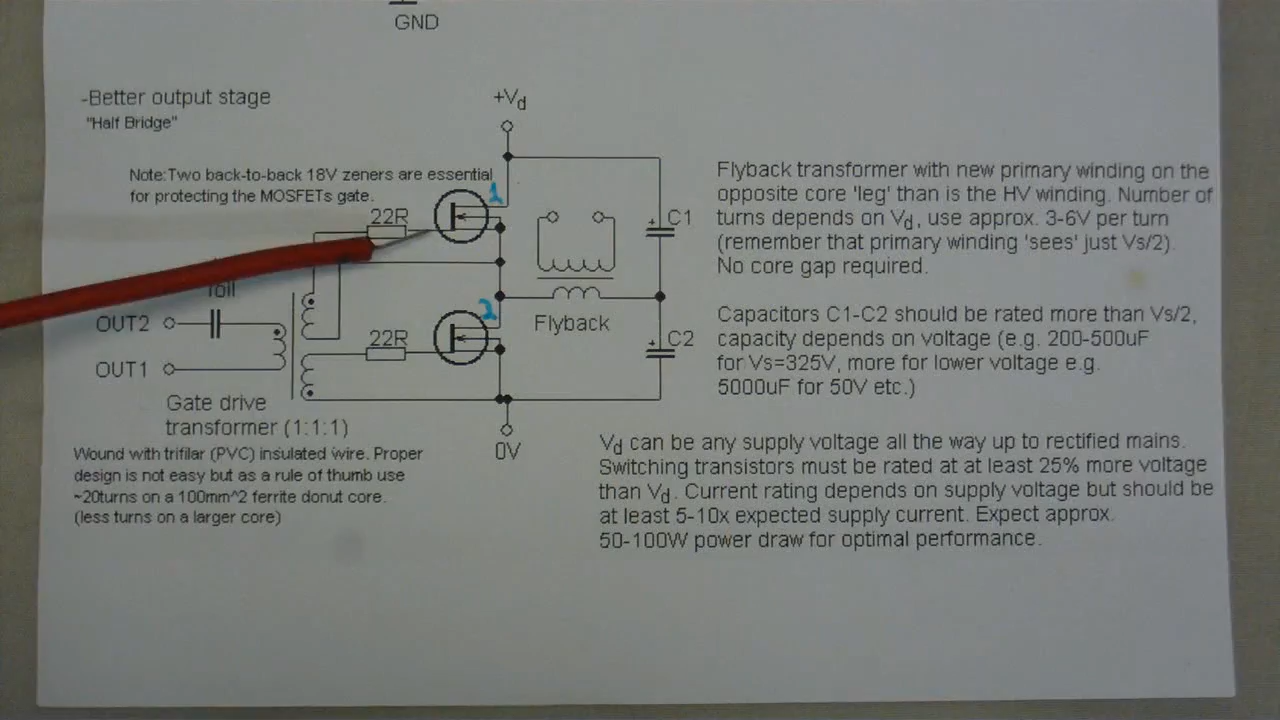 GND
-Better output stage
"Half Bridge"
+Vd
Note:Two back-to-back 18V zeners are essential
for protecting the MOSFETs gate.
1
22R
C1
2
OUT2
22R
Flyback
C2
OUT1
Gate drive
transformer (1:1:1)
0V
Wound with trifilar (PVC) insulated wire. Proper
design is not easy but as a rule of thumb use
~20turns on a 100mm^2 ferrite donut core.
(less turns on a larger core)
Flyback transformer with new primary winding on the
opposite core 'leg' than is the HV winding. Number of
turns depends on Vd, use approx. 3-6V per turn
(remember that primary winding 'sees' just Vs/2).
No core gap required.
Capacitors C1-C2 should be rated more than Vs/2,
capacity depends on voltage (e.g. 200-500uF
for Vs=325V, more for lower voltage e.g.
5000uF for 50V etc.)
Vd can be any supply voltage all the way up to rectified mains.
Switching transistors must be rated at at least 25% more voltage
than Vd. Current rating depends on supply voltage but should be
at least 5-10x expected supply current. Expect approx.
50-100W power draw for optimal performance.